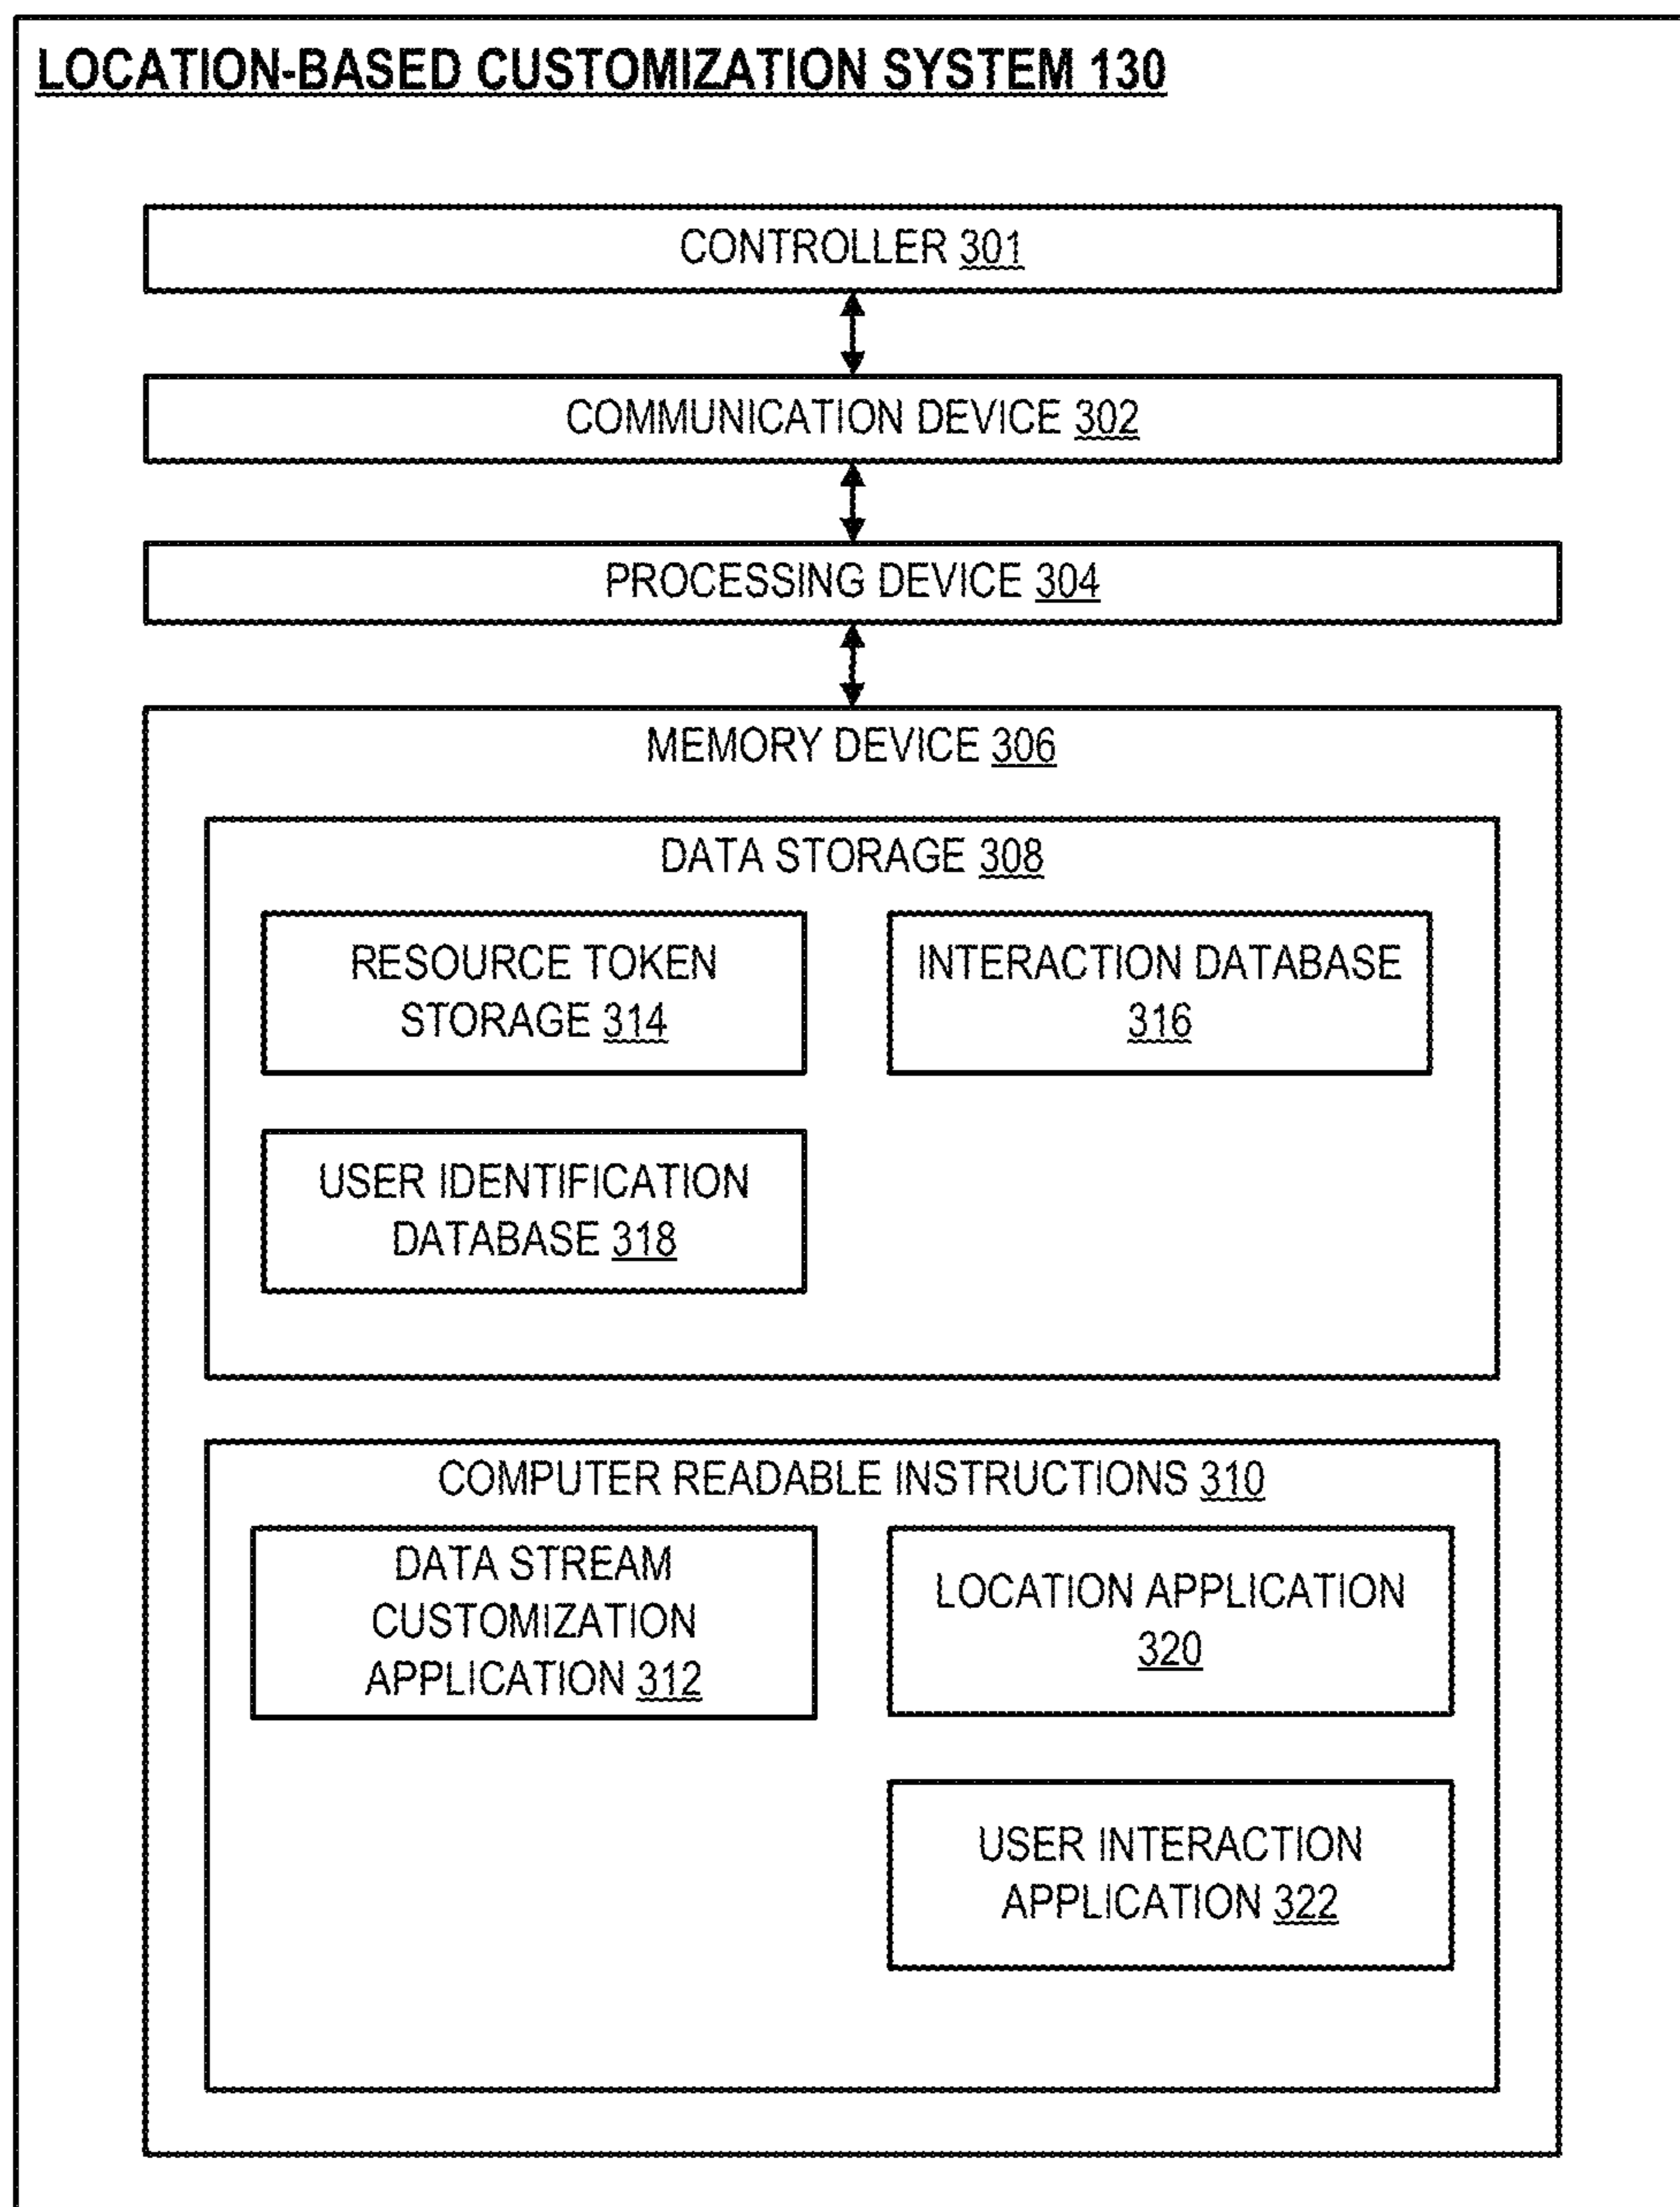 LOCATION-BASED CUSTOMIZATION SYSTEM 130
CONTROLLER 301
COMMUNICATION DEVICE 302
PROCESSING DEVICE 304
MEMORY DEVICE 306
DATA STORAGE 308
RESOURCE TOKEN
STORAGE 314
INTERACTION DATABASE
316
USER IDENTIFICATION
DATABASE 318
COMPUTER READABLE INSTRUCTIONS 310
DATA STREAM
CUSTOMIZATION
APPLICATION 312
LOCATION APPLICATION
320
USER INTERACTION
APPLICATION 322